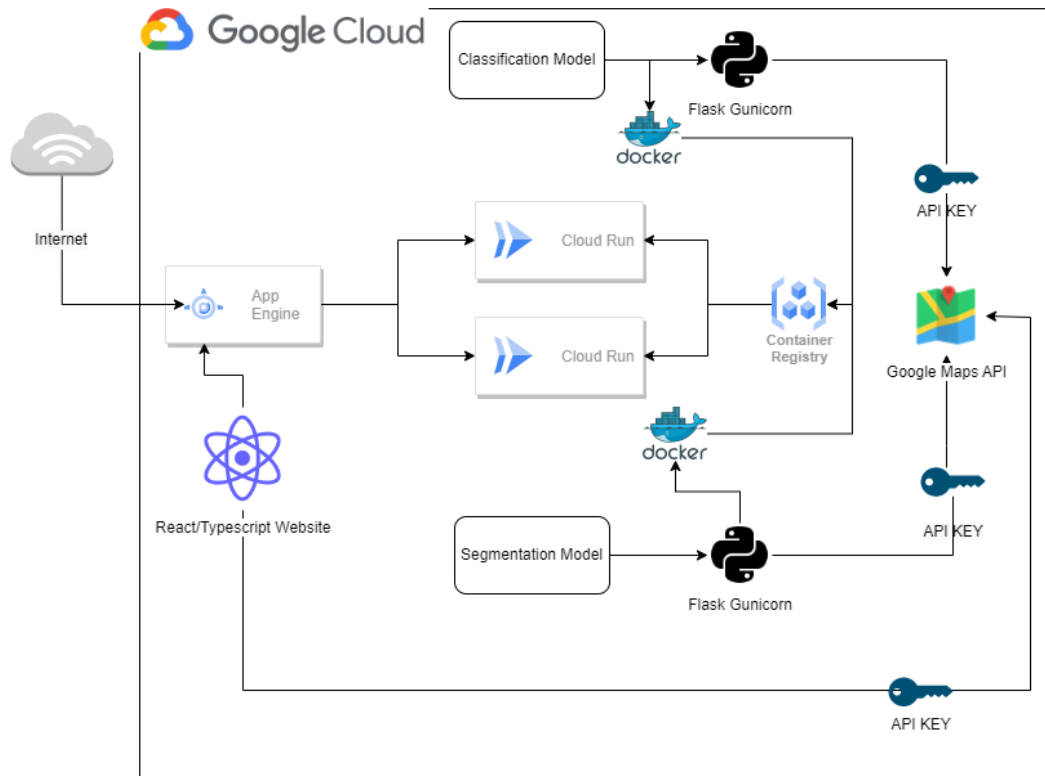 Google Cloud
Classification Model
Flask Gunicorn
docker
API KEY
Internet
Cloud Run
App
Engine
Cloud Run
Container
Registry
Google Maps API
docker
React/Typescript Website
Segmentation Model
API KEY
Flask Gunicorn
API KEY